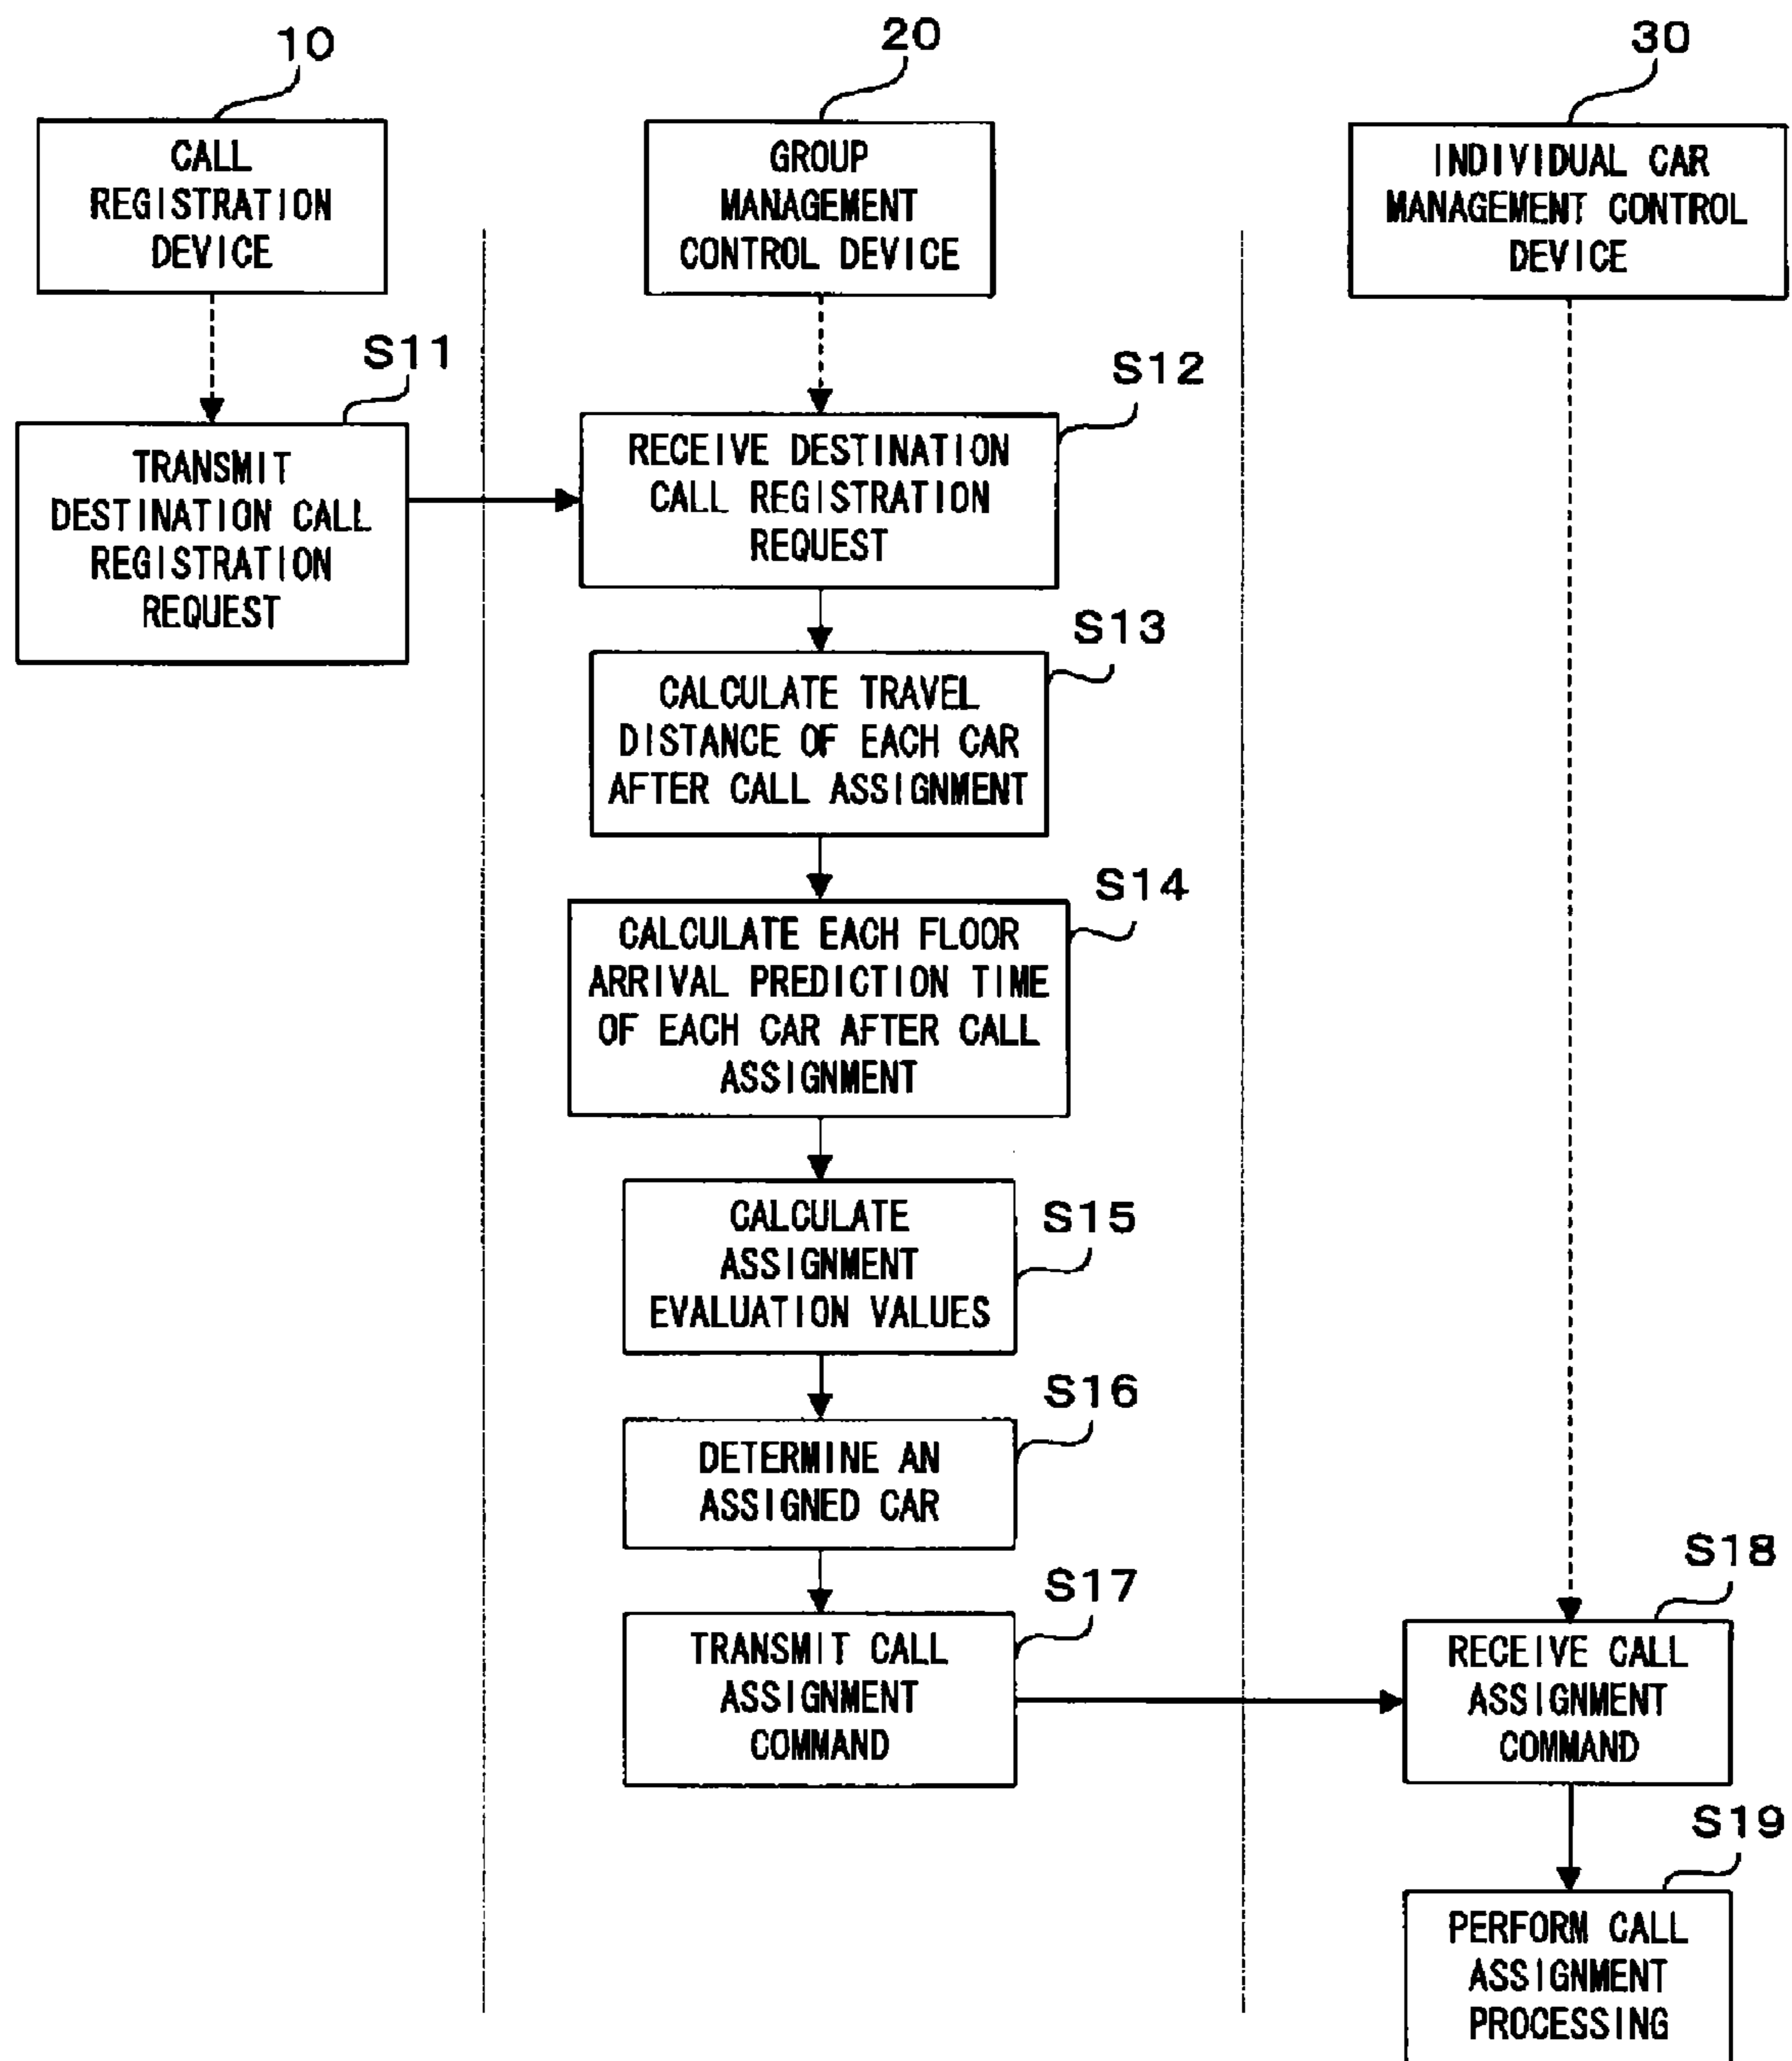 10
20
30
CALL
REGISTRATION
DEVICE
GROUP
MANAGEMENT
CONTROL DEVICE
INDIVIDUAL CAR
MANAGEMENT CONTROL
DEVICE
S11
TRANSMIT
DESTINATION CALL
REGISTRATION
REQUEST
S12
RECEIVE DESTINATION
CALL REGISTRATION
REQUEST
S13
CALCULATE TRAVEL
DISTANCE OF EACH CAR
AFTER CALL ASSIGNMENT
S14
CALCULATE EACH FLOOR
ARRIVAL PREDICTION TIME
OF EACH CAR AFTER CALL
ASSIGNMENT
S15
CALCULATE
ASSIGNMENT
EVALUATION VALUES
S16
DETERMINE AN
ASSIGNED CAR
S17
TRANSMIT CALL
ASSIGNMENT
COMMAND
S18
RECEIVE CALL
ASSIGNMENT
COMMAND
S19
PERFORM CALL
ASSIGNMENT
PROCESSING